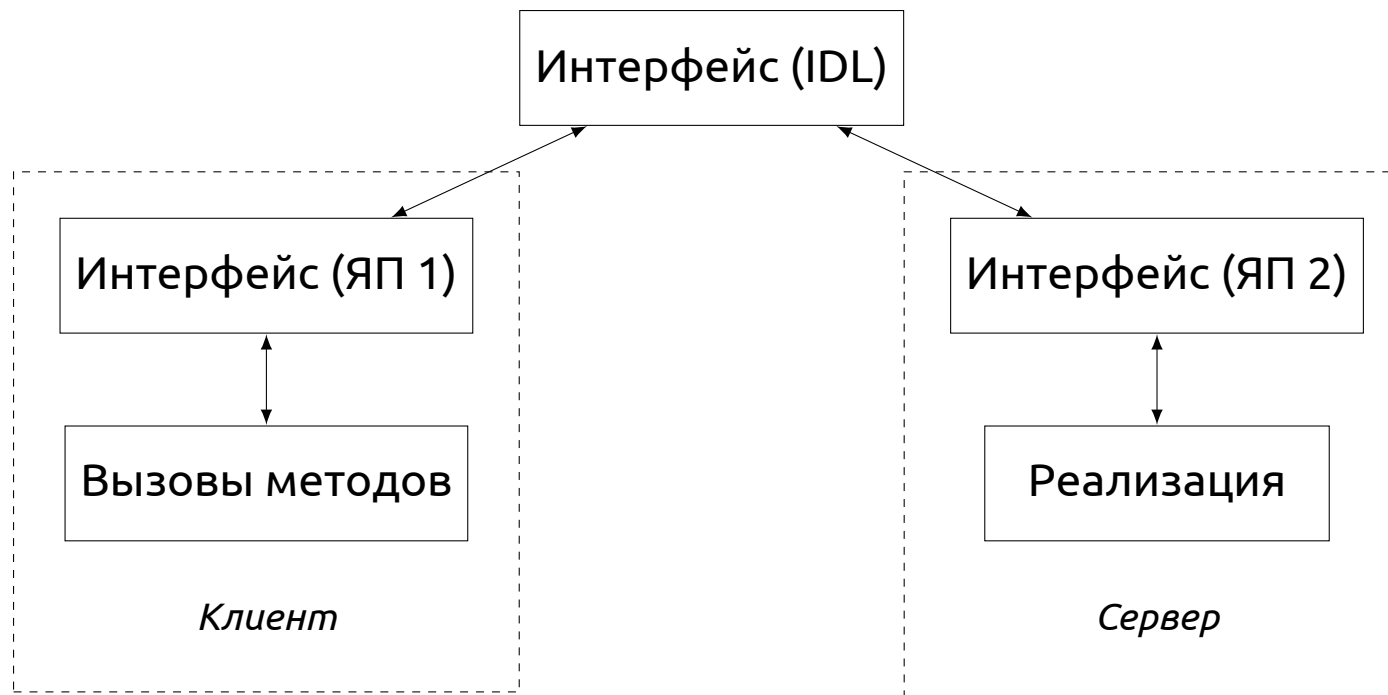 Интерфейс (IDL)
Интерфейс (ЯП 1)
Интерфейс (ЯП 2)
Вызовы методов
Реализация
Клиент
Сервер